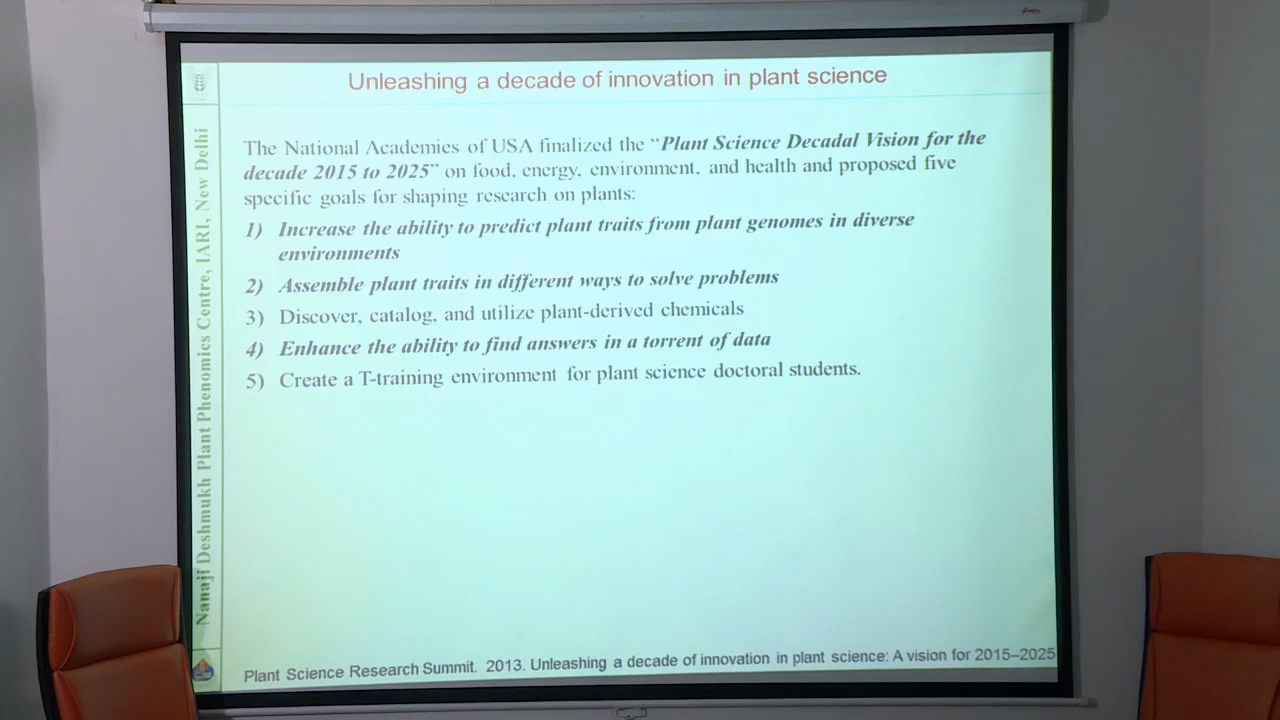 Unleashing a decade of innovation in plant science
The National Academies of USA finalized the “Plant Science Decadal Vision for the
decade 2015 to 2025” on food, energy, environment, and health and proposed five
specific goals for shaping research on plants:
1) Increase the ability to predict plant traits from plant genomes in diverse
environments
2) Assemble plant traits in different ways to solve problems
3) Discover, catalog, and utilize plant-derived chemicals
4) Enhance the ability to find answers in a torrent of data
5) Create a T-training environment for plant science doctoral students.
Plant Science Research Summit. 2013. Unleashing a decade of innovation in plant science: A vision for 2015–2025
Nanaji Deshmukh Plant Phenomics Centre, IARI, New Delhi